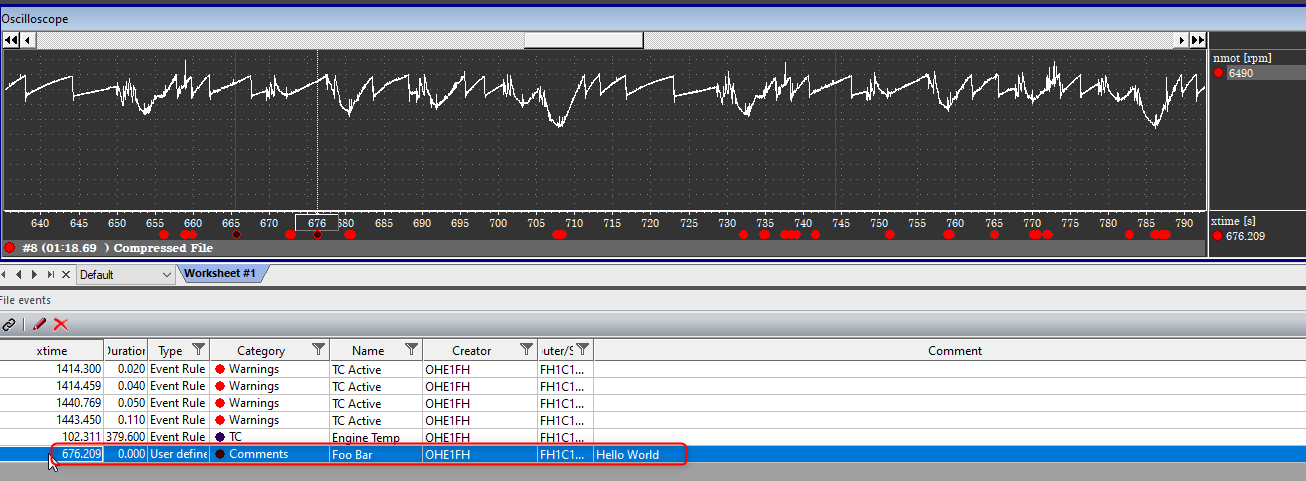 Oscilloscope
nmot [rpm]
6490
640 645 650 655 660 665 670 676 680 685 690 695 700 705 710 715 720 725 730 735 740 745 750 755 760 765 770 775 780 785 790
xtime [s]
676.209
#8 (01:18.69 ) Compressed File
Default
Worksheet #1
File events
xtime Duration Type Category Name Creator uter/S Comment
1414.300 0.020 Event Rule Warnings TC Active OHE1FH FH1C1...
1414.459 0.040 Event Rule Warnings TC Active OHE1FH FH1C1...
1440.769 0.050 Event Rule Warnings TC Active OHE1FH FH1C1...
1443.450 0.110 Event Rule Warnings TC Active OHE1FH FH1C1...
102.311 379.600 Event Rule TC Engine Temp OHE1FH FH1C1...
676.209 0.000 User define Comments Foo Bar OHE1FH FH1C1... Hello World